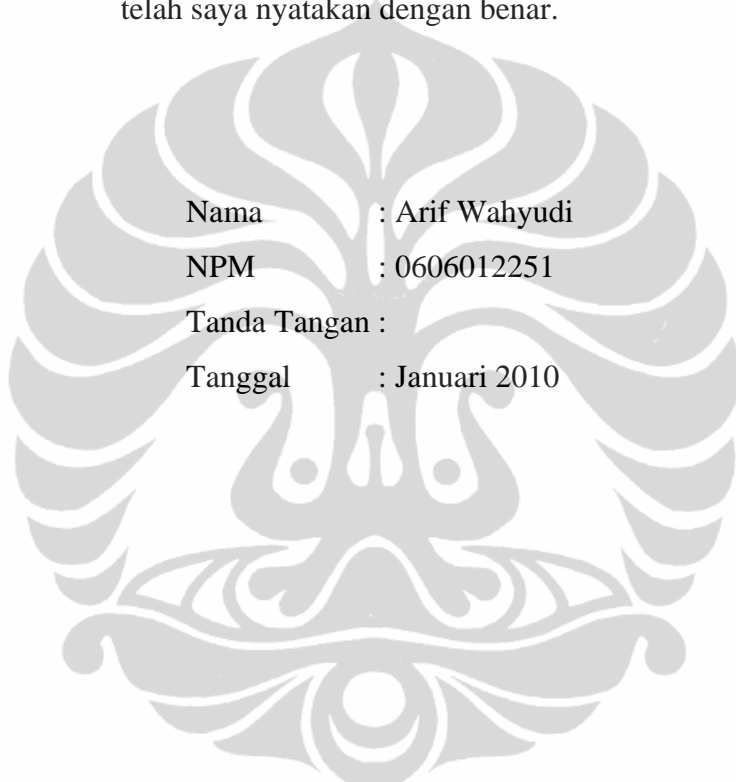 telah saya nyatakan dengan benar.
Nama : Arif Wahyudi
NPM : 0606012251
Tanda Tangan :
Tanggal : Januari 2010